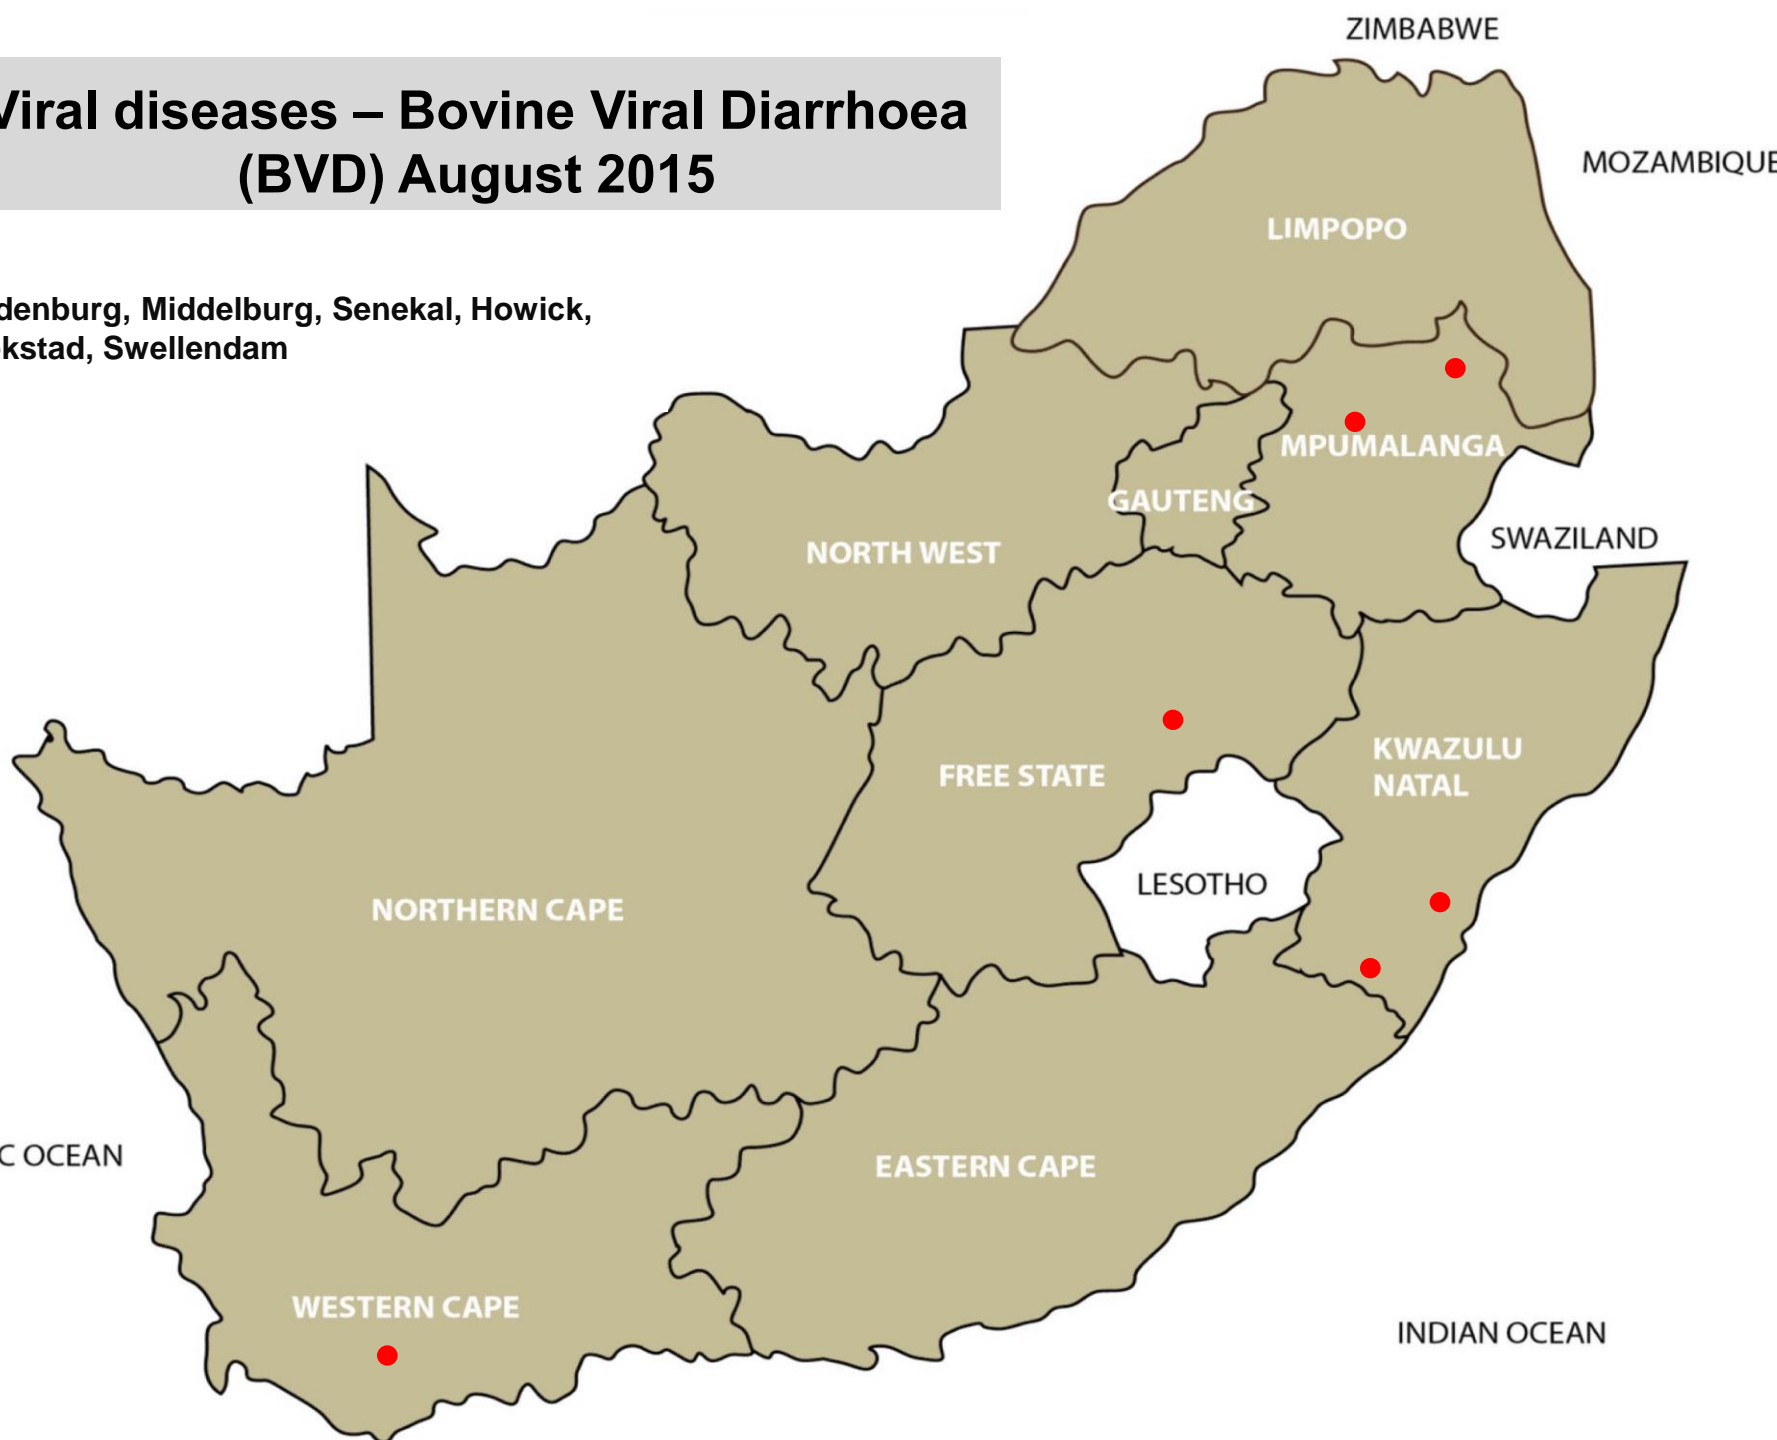 Viral diseases – Bovine Viral Diarrhoea
(BVD) August 2015
denburg, Middelburg, Senekal, Howick,
kstad, Swellendam
ZIMBABWE
MOZAMBIQUE
LIMPOPO
MPUMALANGA
GAUTENG
SWAZILAND
NORTH WEST
KWAZULU
NATAL
FREE STATE
LESOTHO
NORTHERN CAPE
C OCEAN
EASTERN CAPE
WESTERN CAPE
INDIAN OCEAN